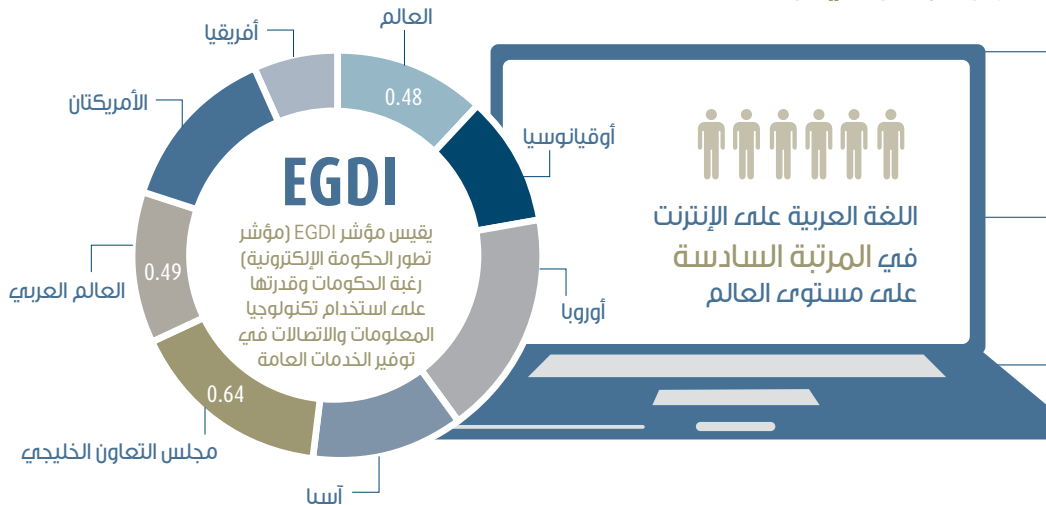 العالم
أفريقيا
الأمريكتان
أوقيانوسيا
0.48
EGDI
يقيس مؤشر EGDI (مؤشر
تطور الحكومة الإلكترونية)
رغبة الحكومات وقدرتها
على استخدام تكنولوجيا
المعلومات والاتصالات في
توفير الخدمات العامة
0.49
العالم العربي
أوروبا
0.64
مجلس التعاون الخليجي
آسيا
اللغة العربية على الإنترنت
في المرتبة السادسة
على مستوى العالم